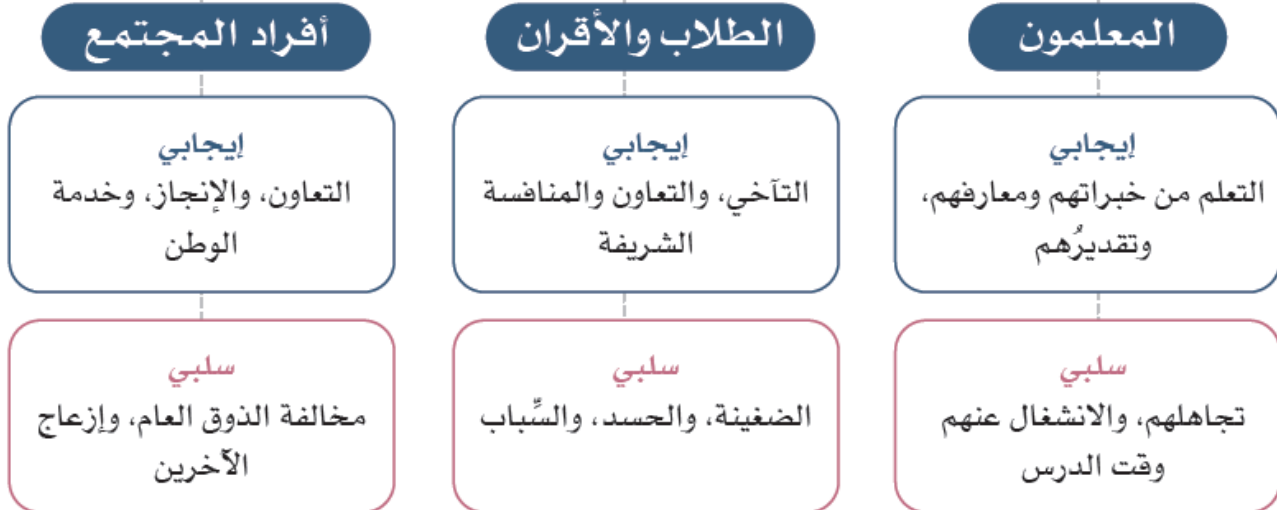 المعلمون
إيجابي
التعلم من خبراتهم ومعارفهم،
وتقديرُهم
سلبي
تجاهلهم، والانشغال عنهم
وقت الدرس
الطلاب والأقران
إيجابي
التآخي، والتعاون والمنافسة
الشريفة
سلبي
الضغينة، والحسد، والسِّباب
أفراد المجتمع
إيجابي
التعاون، والإنجاز، وخدمة
الوطن
سلبي
مخالفة الذوق العام، وإزعاج
الآخرين